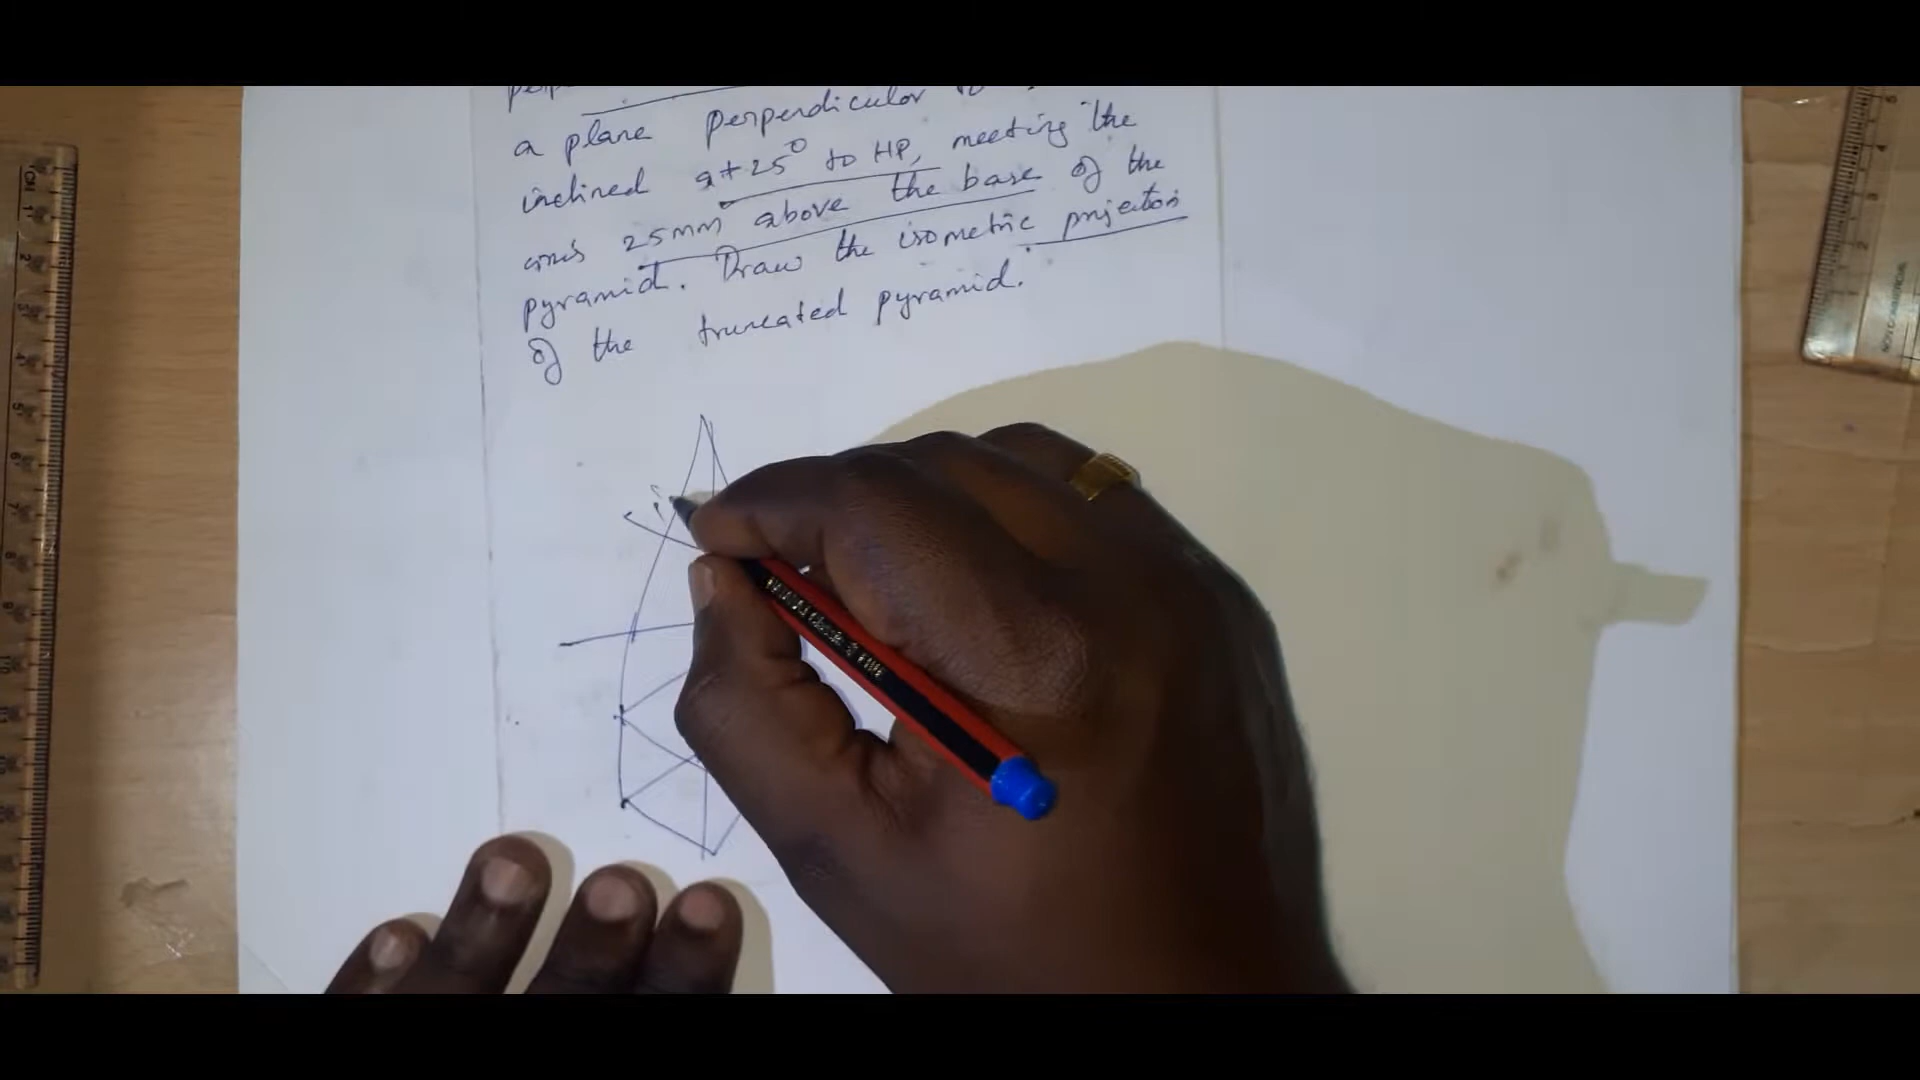 a plane perpendicular
inclined at 25° to HP, meeting the
axis 25mm above the base of the
pyramid. Draw the isometric projection
of the truncated pyramid.